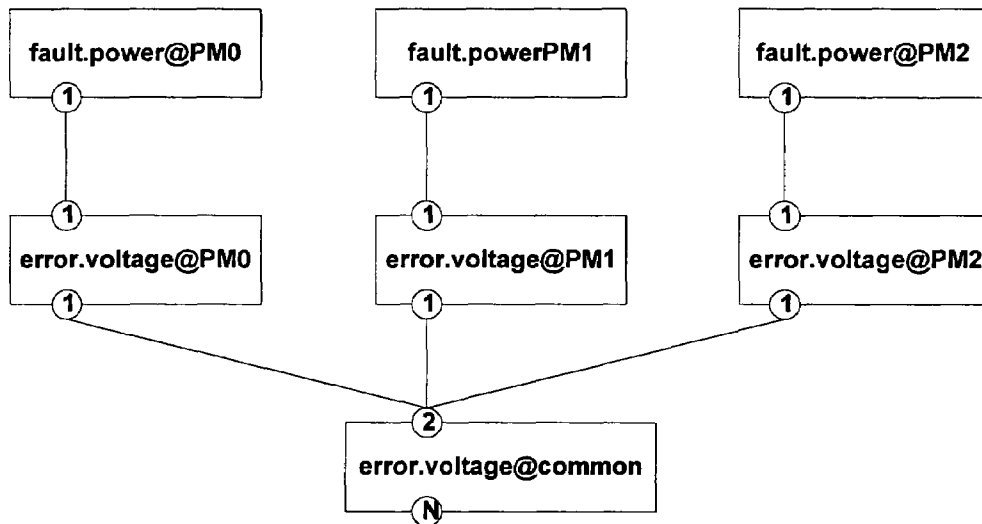 fault.power@PM0 fault.powerPM1 fault.power@PM2
1 1 1
1 1 1
error.voltage@PM0 error.voltage@PM1 error.voltage@PM2
1 1 1
2
error.voltage@common
N